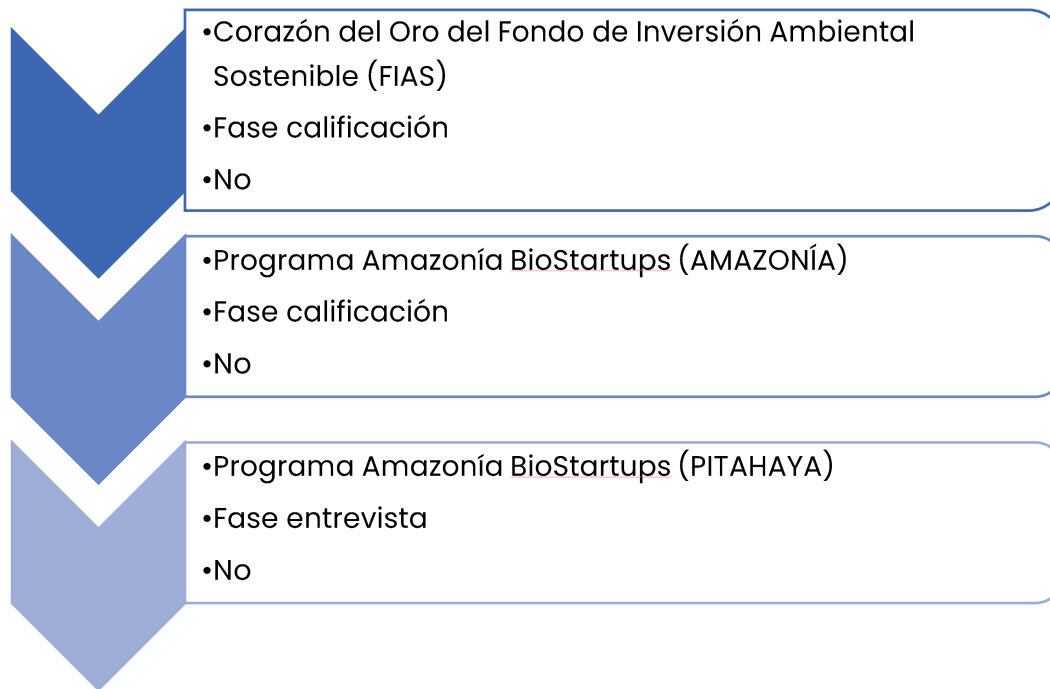 •Corazón del Oro del Fondo de Inversión Ambiental
Sostenible (FIAS)
•Fase calificación
•No
•Programa Amazonía BioStartups (AMAZONÍA)
•Fase calificación
•No
•Programa Amazonía BioStartups (PITAHAYA)
•Fase entrevista
•No